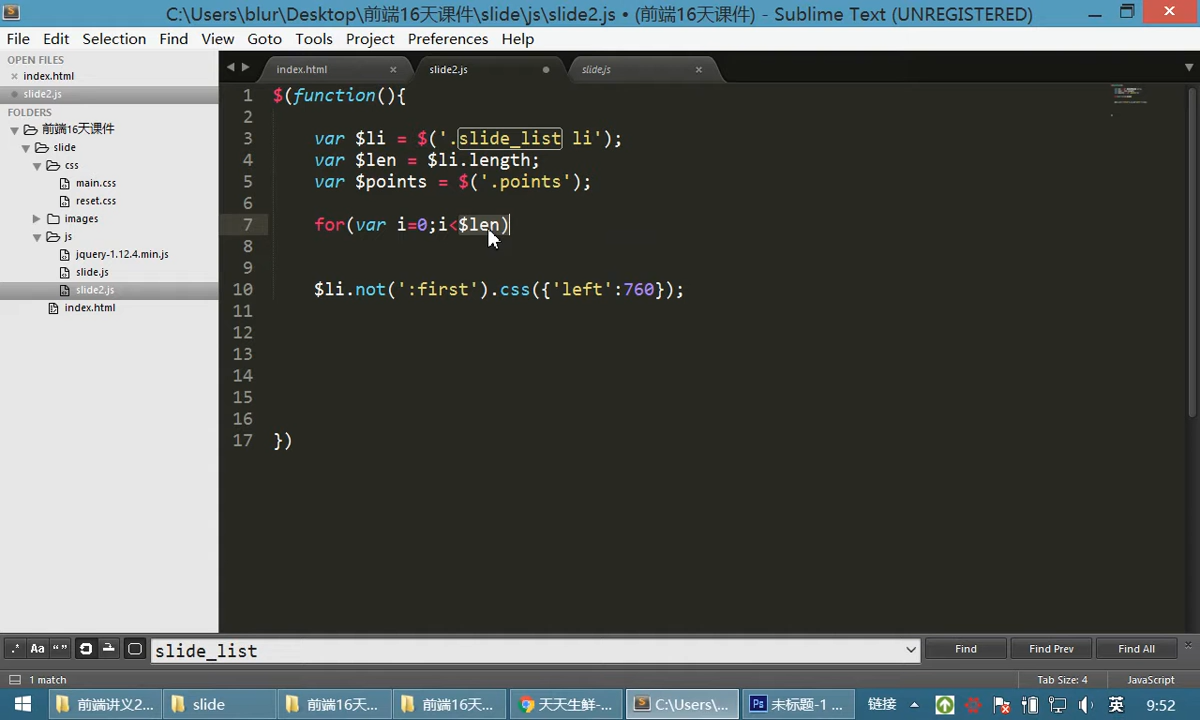 C:\Users\blur\Desktop\前端16天课件\slide\js\slide2.js • (前端16天课件) - Sublime Text (UNREGISTERED)
File Edit Selection Find View Goto Tools Project Preferences Help
OPEN FILES
index.html
slide2.js
FOLDERS
前端16天课件
slide
css
main.css
reset.css
images
js
jquery-1.12.4.min.js
slide.js
slide2.js
index.html
index.html slide2.js slide.js
1 $(function(){
2
3 var $li = $('.slide_list li');
4 var $len = $li.length;
5 var $points = $('.points');
6
7 for(var i=0;i<$len)
8
9
10 $li.not(':first').css({'left':760});
11
12
13
14
15
16
17 })
.* Aa “ ” slide_list Find Find Prev Find All
1 match Tab Size: 4 JavaScript
前端讲义2... slide 前端16天... 前端16天... 天天生鲜-... C:\Users\... Ps 未标题-1 ... 链接 英 9:52